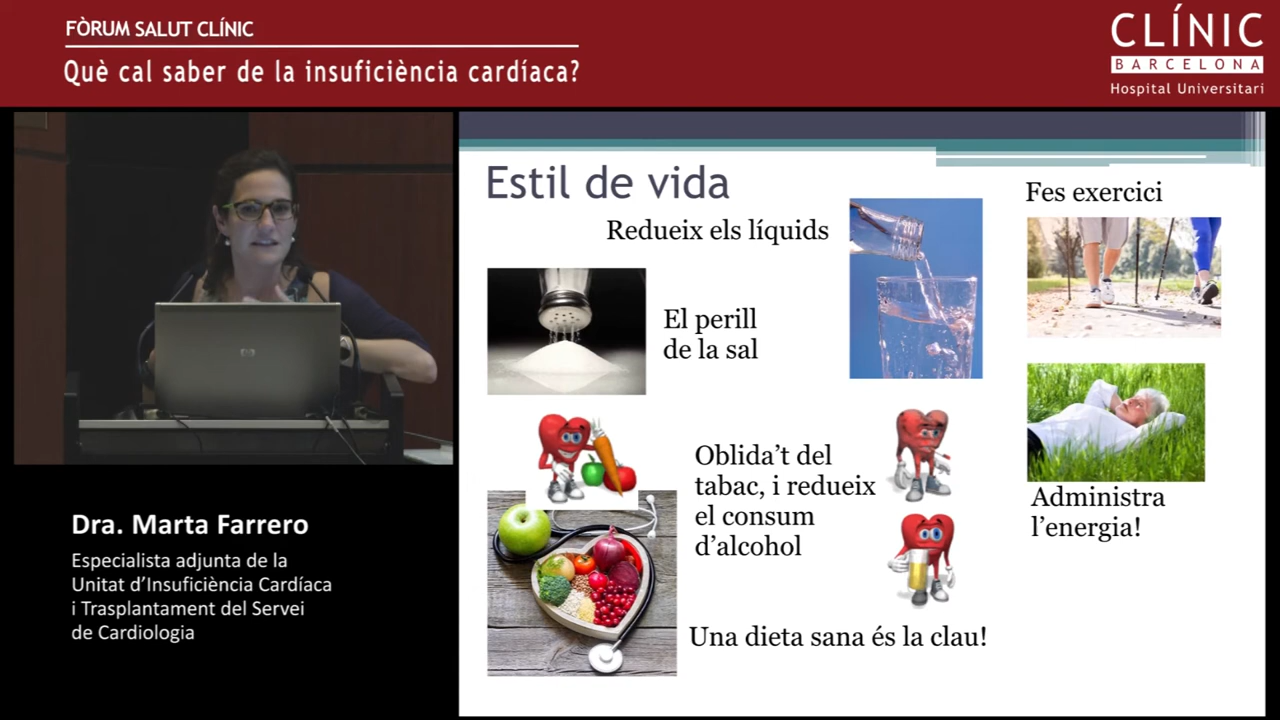 FÒRUM SALUT CLÍNIC
Què cal saber de la insuficiència cardíaca?
CLÍNIC
BARCELONA
Hospital Universitari
Estil de vida
Redueix els líquids
Fes exercici
El perill
de la sal
Oblida’t del
tabac, i redueix
el consum
d’alcohol
Administra
l’energia!
Una dieta sana és la clau!
Dra. Marta Farrero
Especialista adjunta de la
Unitat d’Insuficiència Cardíaca
i Trasplantament del Servei
de Cardiologia
hp